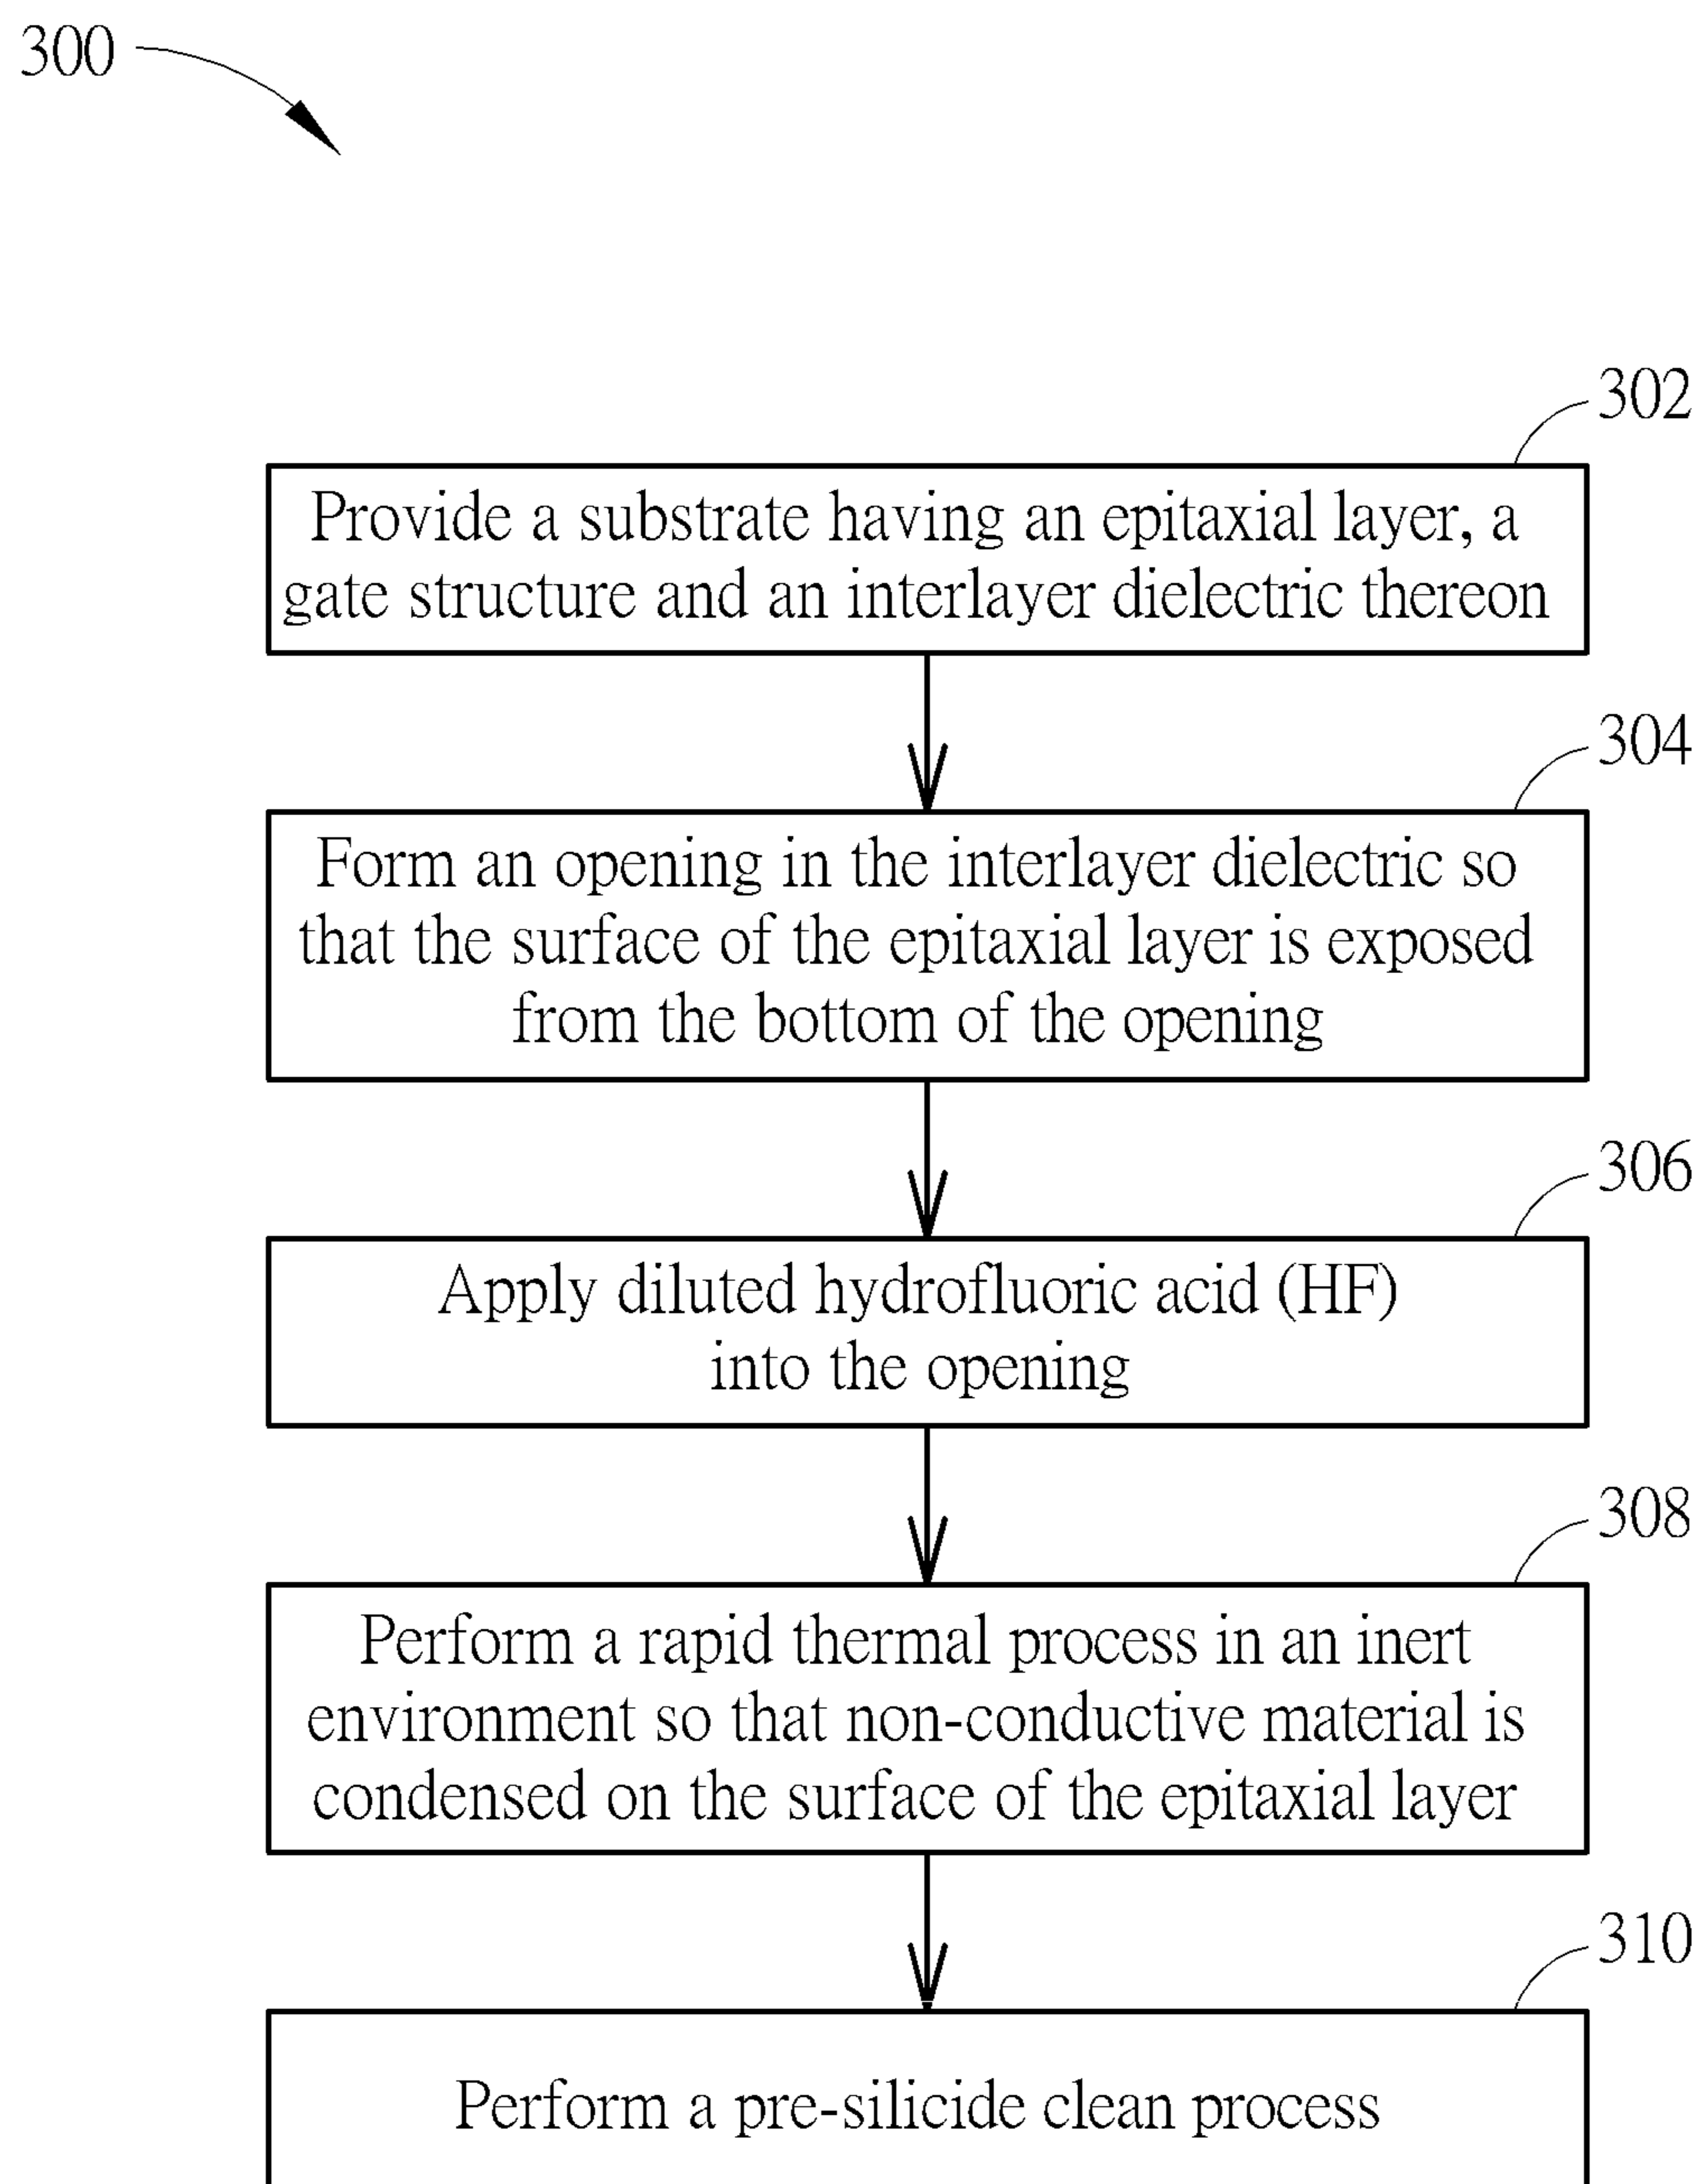 300
302
Provide a substrate having an epitaxial layer, a
gate structure and an interlayer dielectric thereon
304
Form an opening in the interlayer dielectric so
that the surface of the epitaxial layer is exposed
from the bottom of the opening
306
Apply diluted hydrofluoric acid (HF)
into the opening
308
Perform a rapid thermal process in an inert
environment so that non-conductive material is
condensed on the surface of the epitaxial layer
310
Perform a pre-silicide clean process